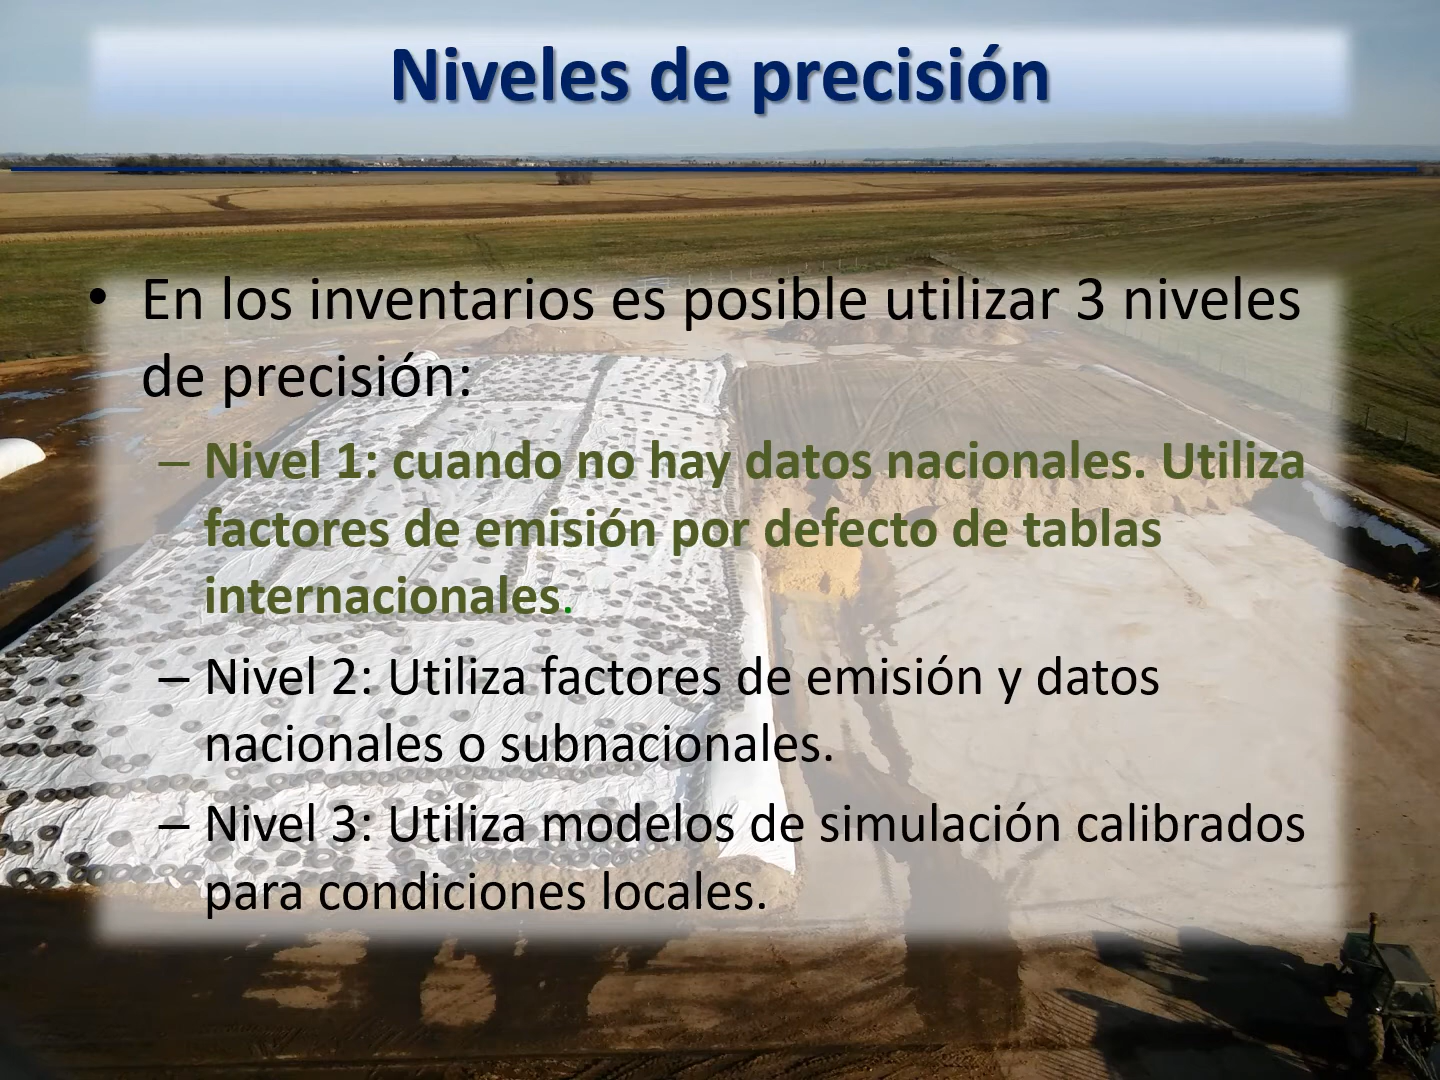 Niveles de precisión
• En los inventarios es posible utilizar 3 niveles
de precisión:
– Nivel 1: cuando no hay datos nacionales. Utiliza
factores de emisión por defecto de tablas
internacionales.
– Nivel 2: Utiliza factores de emisión y datos
nacionales o subnacionales.
– Nivel 3: Utiliza modelos de simulación calibrados
para condiciones locales.